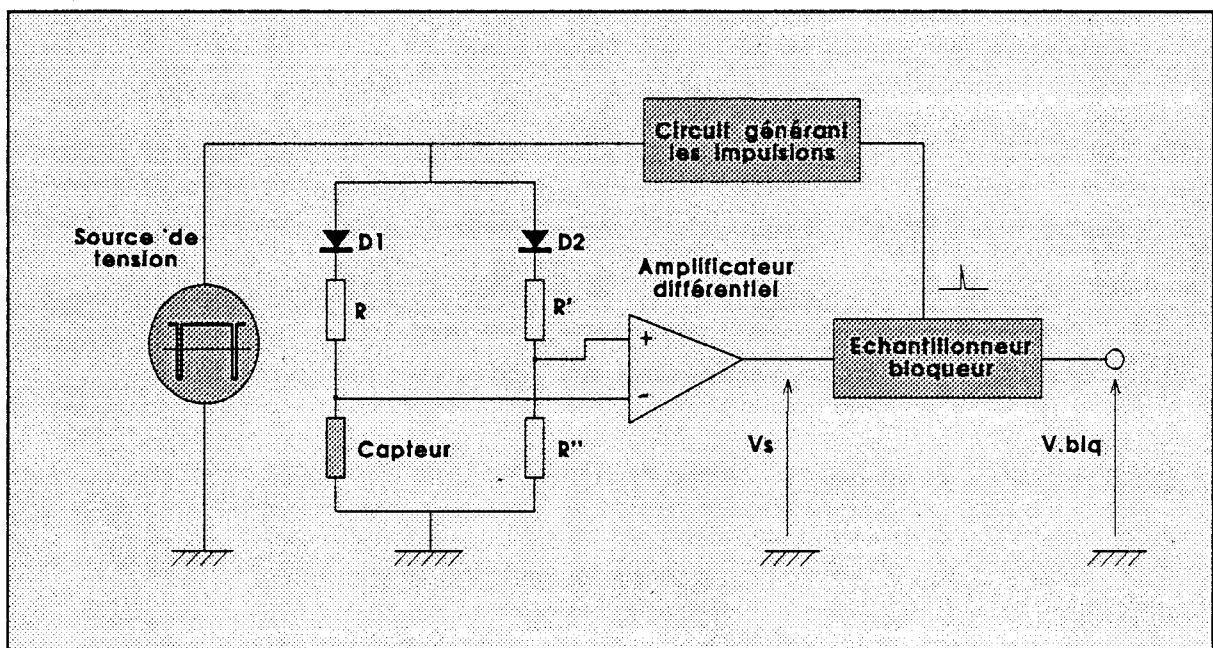 Circuit générant
les impulsions
Source de
tension
D1
D2
Amplificateur
différentiel
R
R'
+
-
Echantillonneur
bloqueur
Capteur
R"
Vs
V.blq